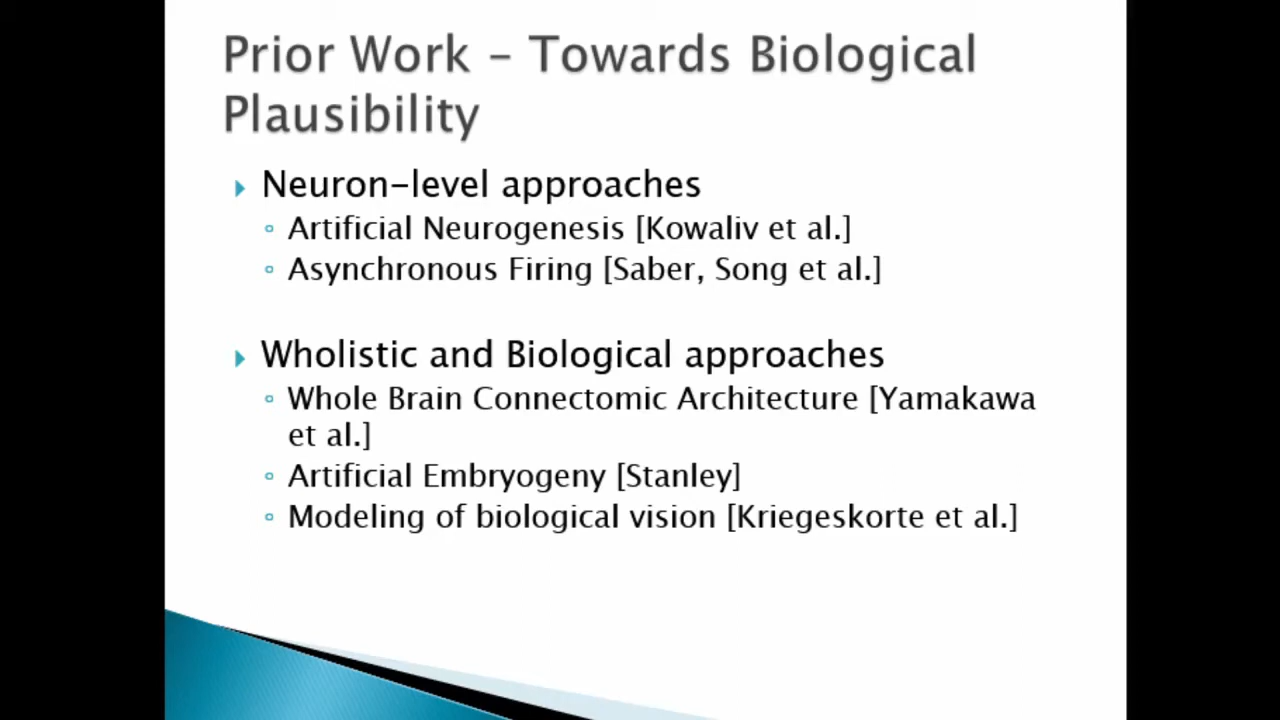 Prior Work – Towards Biological
Plausibility
Neuron-level approaches
Artificial Neurogenesis [Kowaliv et al.]
Asynchronous Firing [Saber, Song et al.]
Wholistic and Biological approaches
Whole Brain Connectomic Architecture [Yamakawa
et al.]
Artificial Embryogeny [Stanley]
Modeling of biological vision [Kriegeskorte et al.]